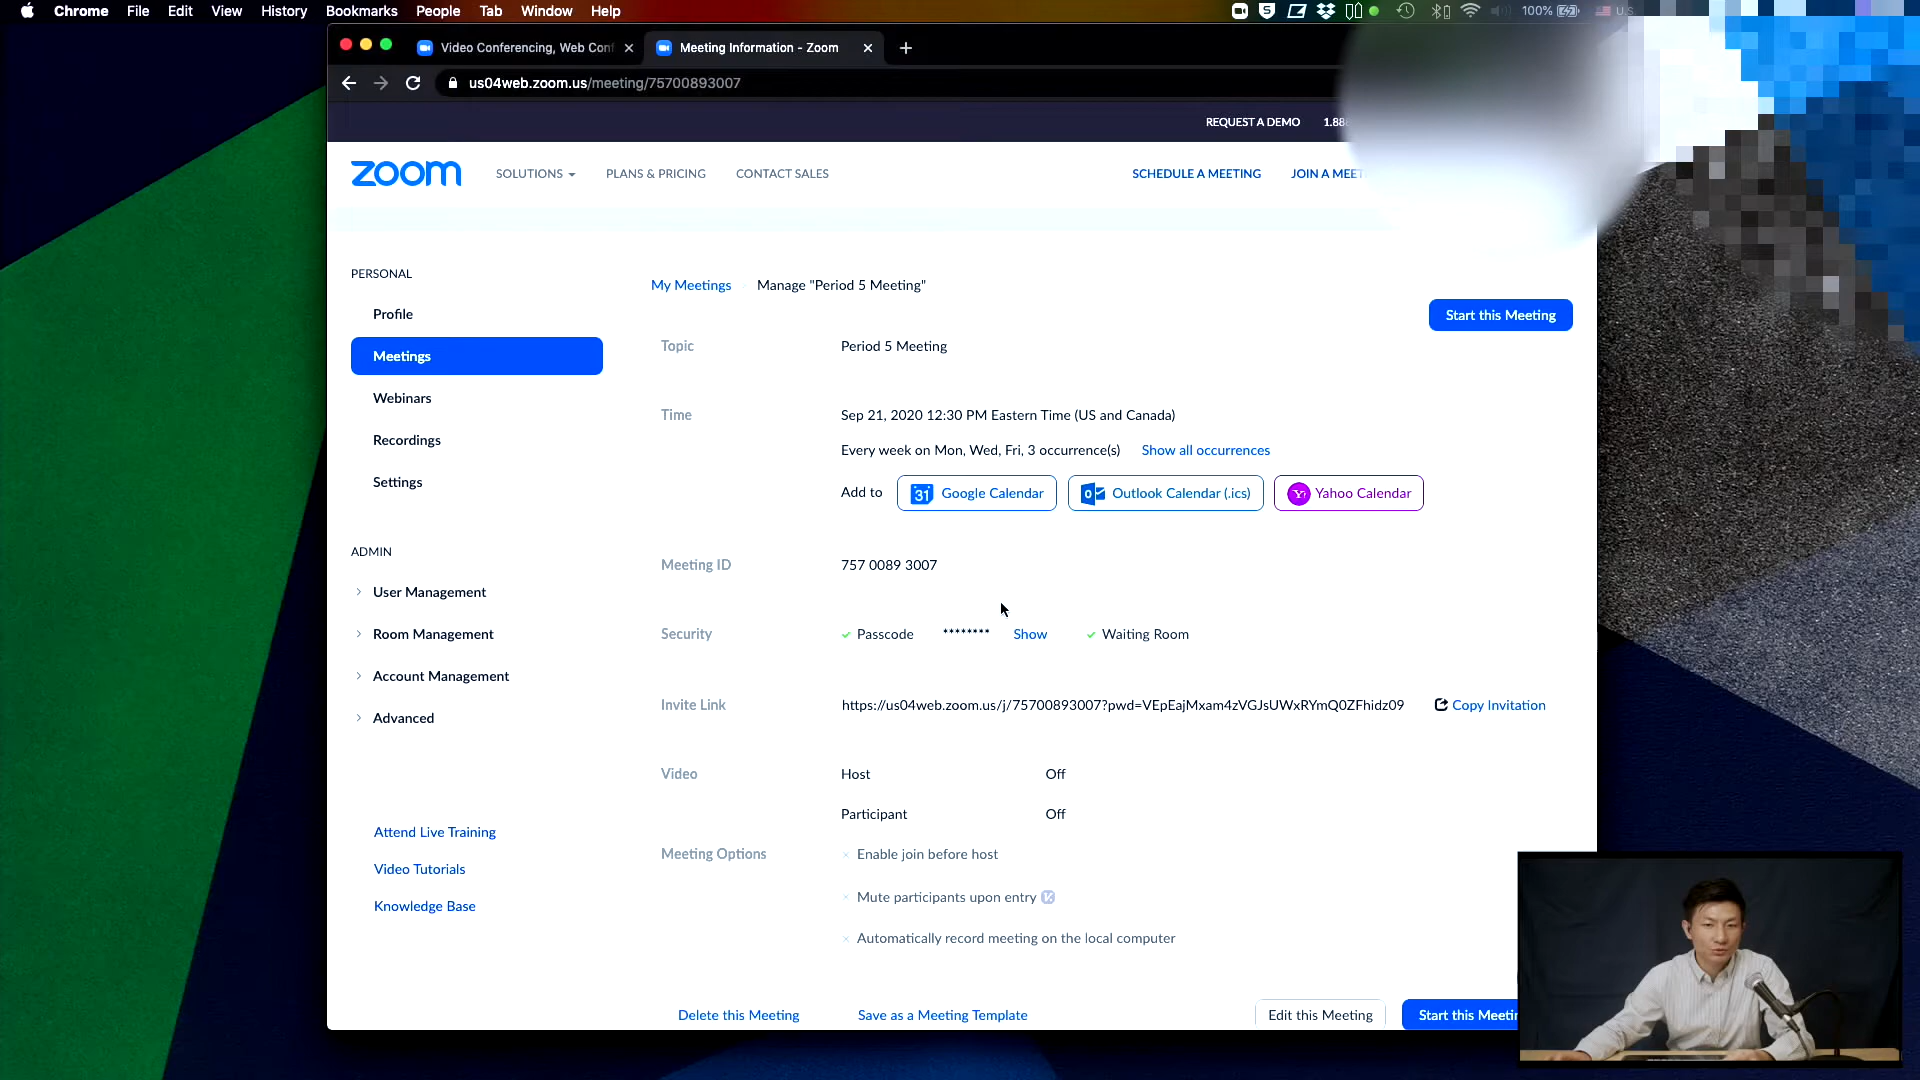 Chrome File Edit View History Bookmarks People Tab Window Help
100% U.S.
Video Conferencing, Web Conf
Meeting Information - Zoom
us04web.zoom.us/meeting/75700893007
REQUEST A DEMO 1.88
zoom
SOLUTIONS PLANS & PRICING CONTACT SALES
SCHEDULE A MEETING JOIN A MEET
PERSONAL
Profile
Meetings
Webinars
Recordings
Settings
ADMIN
User Management
Room Management
Account Management
Advanced
Attend Live Training
Video Tutorials
Knowledge Base
My Meetings Manage "Period 5 Meeting"
Start this Meeting
Topic Period 5 Meeting
Time Sep 21, 2020 12:30 PM Eastern Time (US and Canada)
Every week on Mon, Wed, Fri, 3 occurrence(s) Show all occurrences
Add to 31 Google Calendar Outlook Calendar (.ics) Yahoo Calendar
Meeting ID 757 0089 3007
Security Passcode ******** Show Waiting Room
Invite Link https://us04web.zoom.us/j/75700893007?pwd=VEpEajMxam4zVGJsUWxRYmQ0ZFhidz09 Copy Invitation
Video Host Off
Participant Off
Meeting Options Enable join before host
Mute participants upon entry
Automatically record meeting on the local computer
Delete this Meeting Save as a Meeting Template Edit this Meeting Start this Meetin